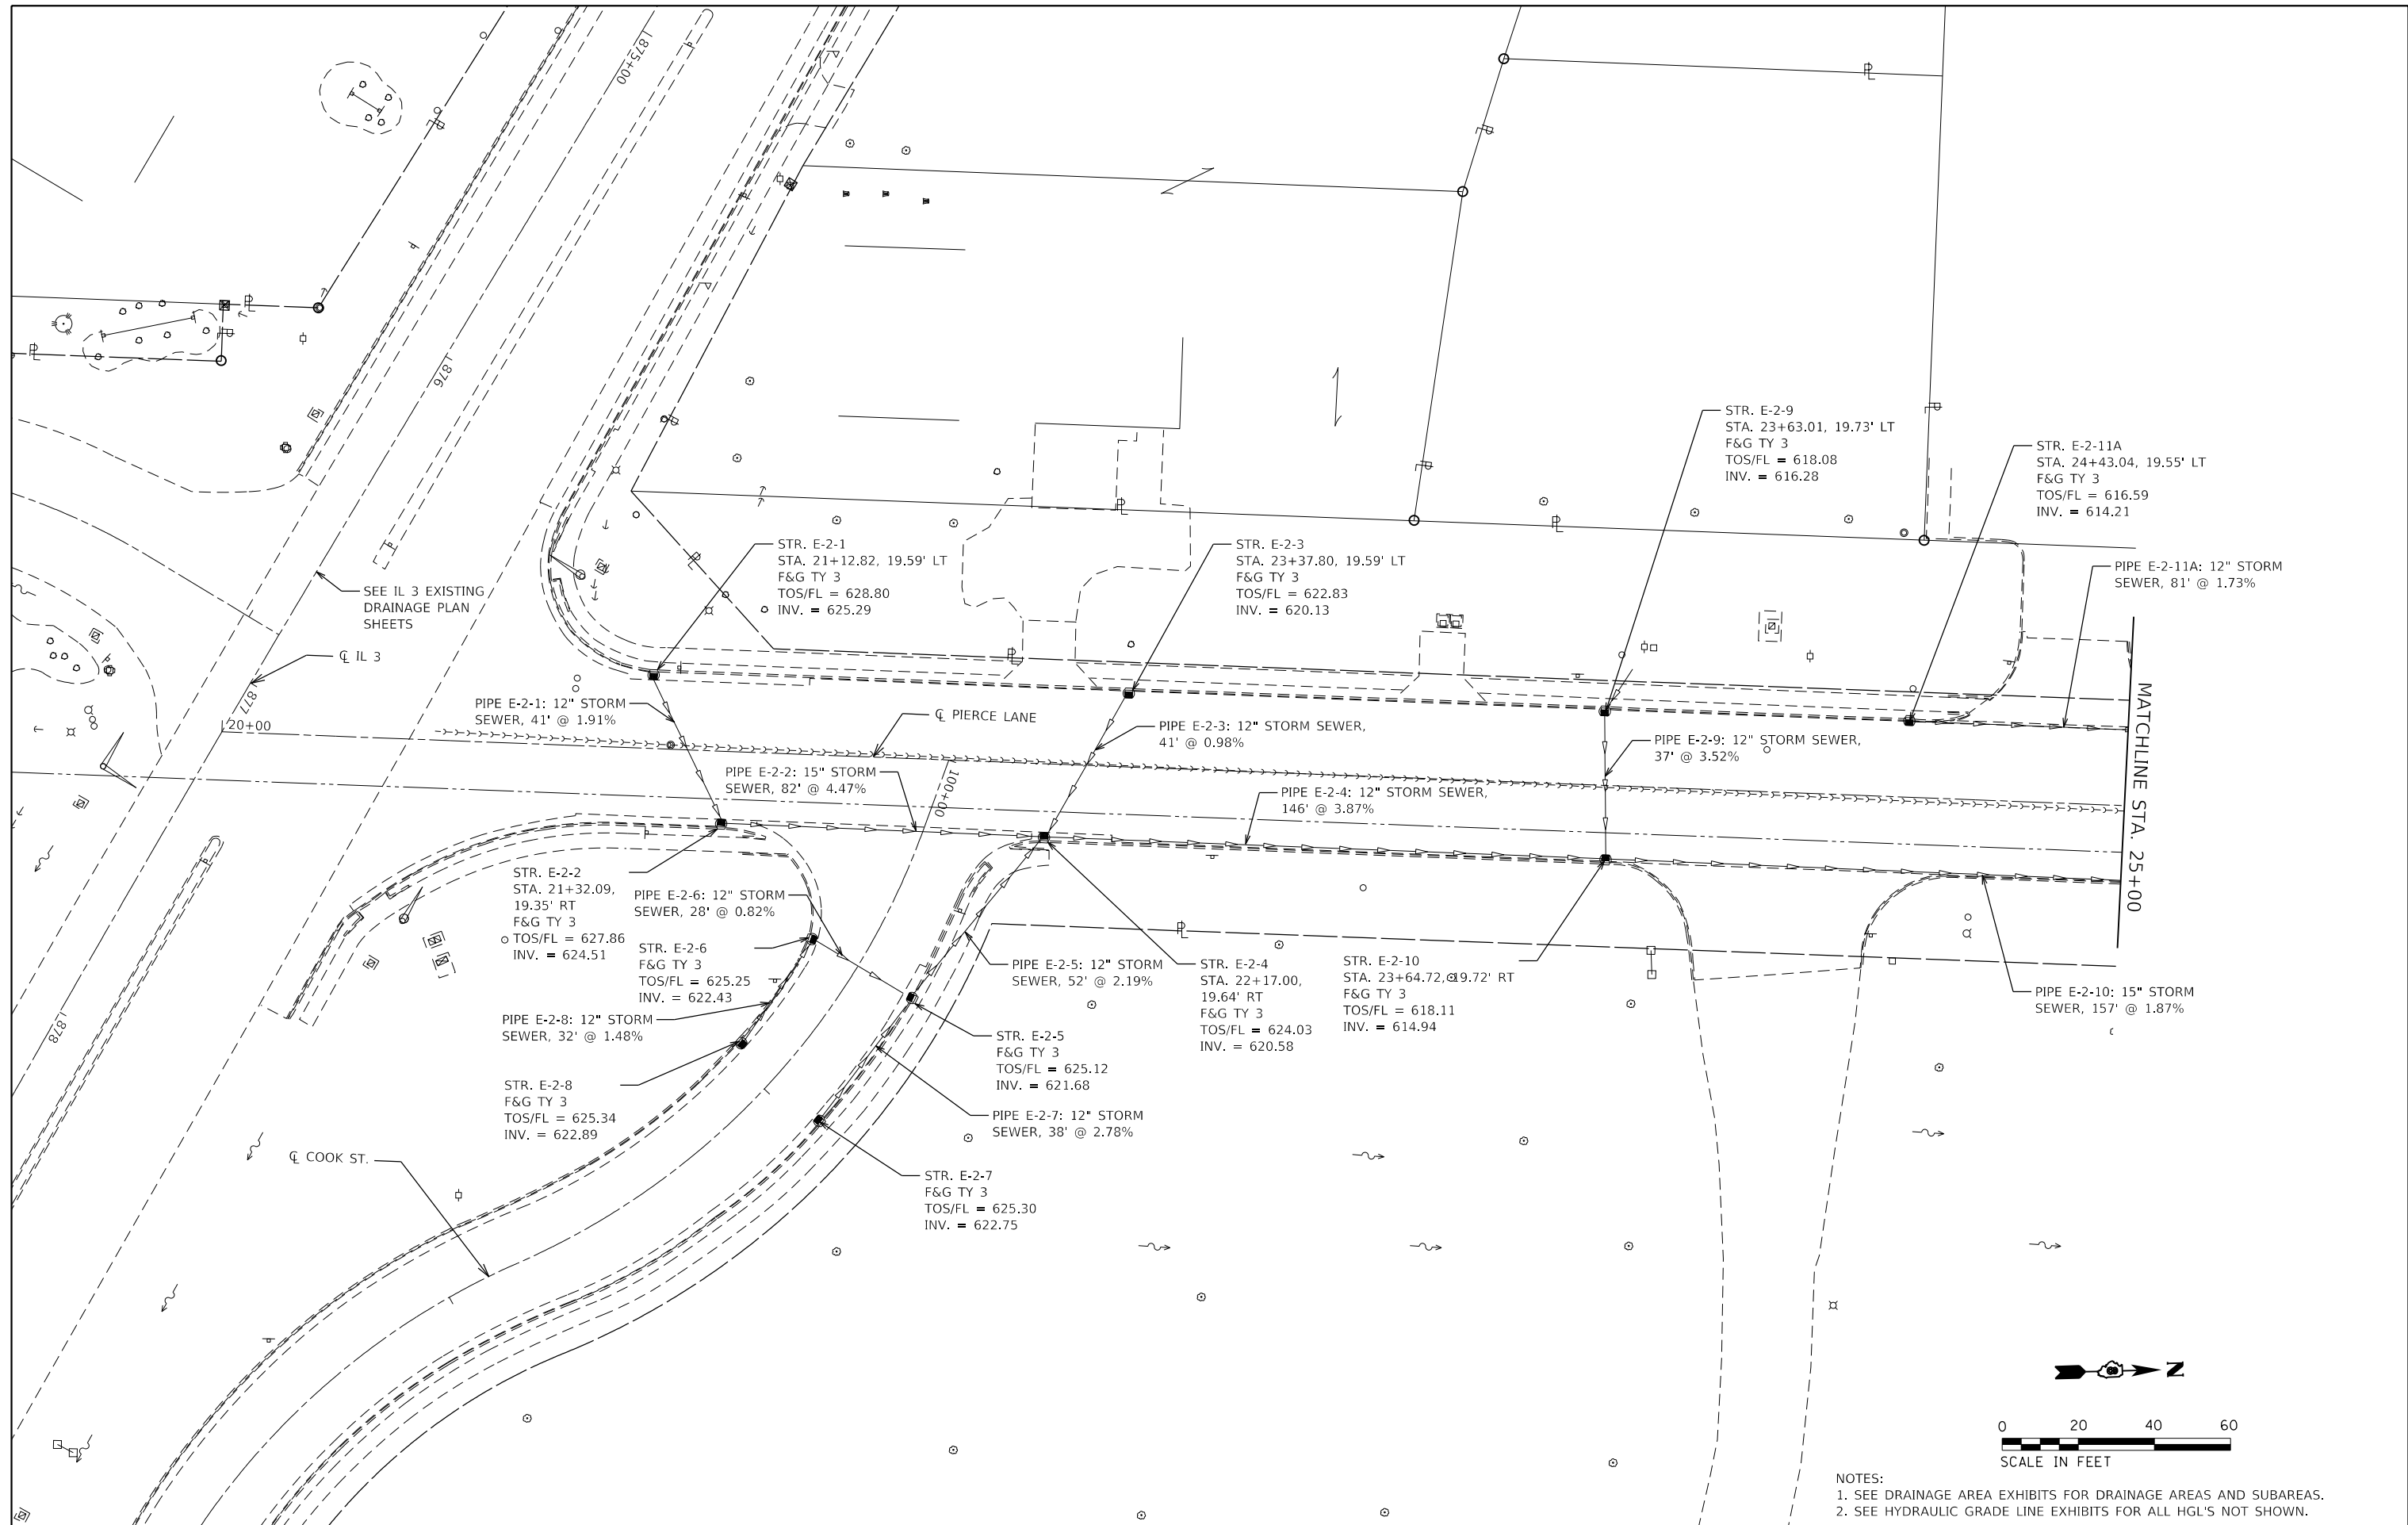 875+00
876
877
878
20+00
100+00
SEE IL 3 EXISTING
DRAINAGE PLAN
SHEETS
℄ IL 3
STR. E-2-1
STA. 21+12.82, 19.59' LT
F&G TY 3
TOS/FL = 628.80
INV. = 625.29
STR. E-2-3
STA. 23+37.80, 19.59' LT
F&G TY 3
TOS/FL = 622.83
INV. = 620.13
STR. E-2-9
STA. 23+63.01, 19.73' LT
F&G TY 3
TOS/FL = 618.08
INV. = 616.28
STR. E-2-11A
STA. 24+43.04, 19.55' LT
F&G TY 3
TOS/FL = 616.59
INV. = 614.21
PIPE E-2-11A: 12" STORM
SEWER, 81' @ 1.73%
PIPE E-2-1: 12" STORM
SEWER, 41' @ 1.91%
℄ PIERCE LANE
PIPE E-2-3: 12" STORM SEWER,
41' @ 0.98%
PIPE E-2-9: 12" STORM SEWER,
37' @ 3.52%
PIPE E-2-2: 15" STORM
SEWER, 82' @ 4.47%
PIPE E-2-4: 12" STORM SEWER,
146' @ 3.87%
MATCHLINE STA. 25+00
STR. E-2-2
STA. 21+32.09,
19.35' RT
F&G TY 3
TOS/FL = 627.86
INV. = 624.51
PIPE E-2-6: 12" STORM
SEWER, 28' @ 0.82%
STR. E-2-6
F&G TY 3
TOS/FL = 625.25
INV. = 622.43
PIPE E-2-8: 12" STORM
SEWER, 32' @ 1.48%
STR. E-2-8
F&G TY 3
TOS/FL = 625.34
INV. = 622.89
PIPE E-2-5: 12" STORM
SEWER, 52' @ 2.19%
STR. E-2-4
STA. 22+17.00,
19.64' RT
F&G TY 3
TOS/FL = 624.03
INV. = 620.58
STR. E-2-10
STA. 23+64.72, 19.72' RT
F&G TY 3
TOS/FL = 618.11
INV. = 614.94
PIPE E-2-10: 15" STORM
SEWER, 157' @ 1.87%
STR. E-2-5
F&G TY 3
TOS/FL = 625.12
INV. = 621.68
PIPE E-2-7: 12" STORM
SEWER, 38' @ 2.78%
STR. E-2-7
F&G TY 3
TOS/FL = 625.30
INV. = 622.75
℄ COOK ST.
N
0 20 40 60
SCALE IN FEET
NOTES:
1. SEE DRAINAGE AREA EXHIBITS FOR DRAINAGE AREAS AND SUBAREAS.
2. SEE HYDRAULIC GRADE LINE EXHIBITS FOR ALL HGL'S NOT SHOWN.